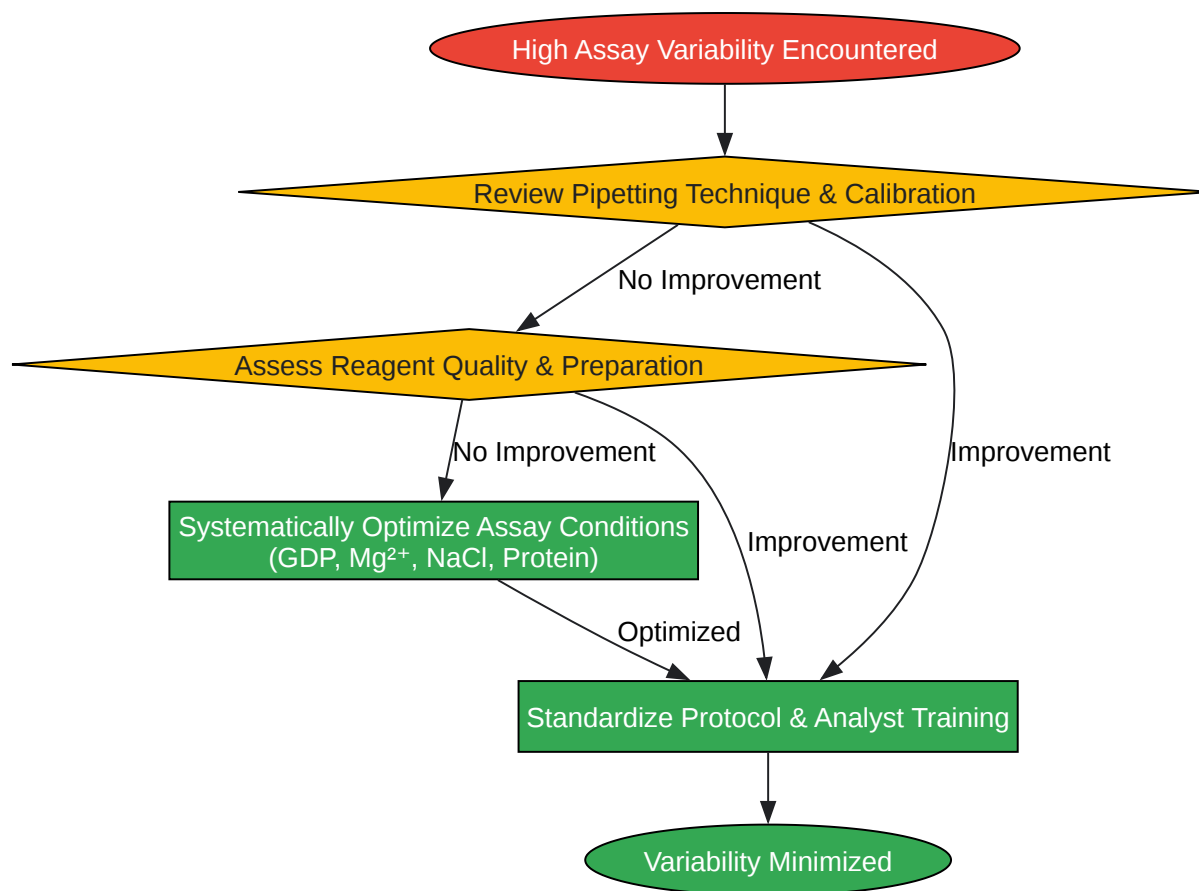 High Assay Variability Encountered
Review Pipetting Technique & Calibration
No Improvement
Assess Reagent Quality & Preparation
No Improvement
Improvement
Systematically Optimize Assay Conditions
(GDP, Mg²⁺, NaCl, Protein)
Improvement
Optimized
Standardize Protocol & Analyst Training
Variability Minimized